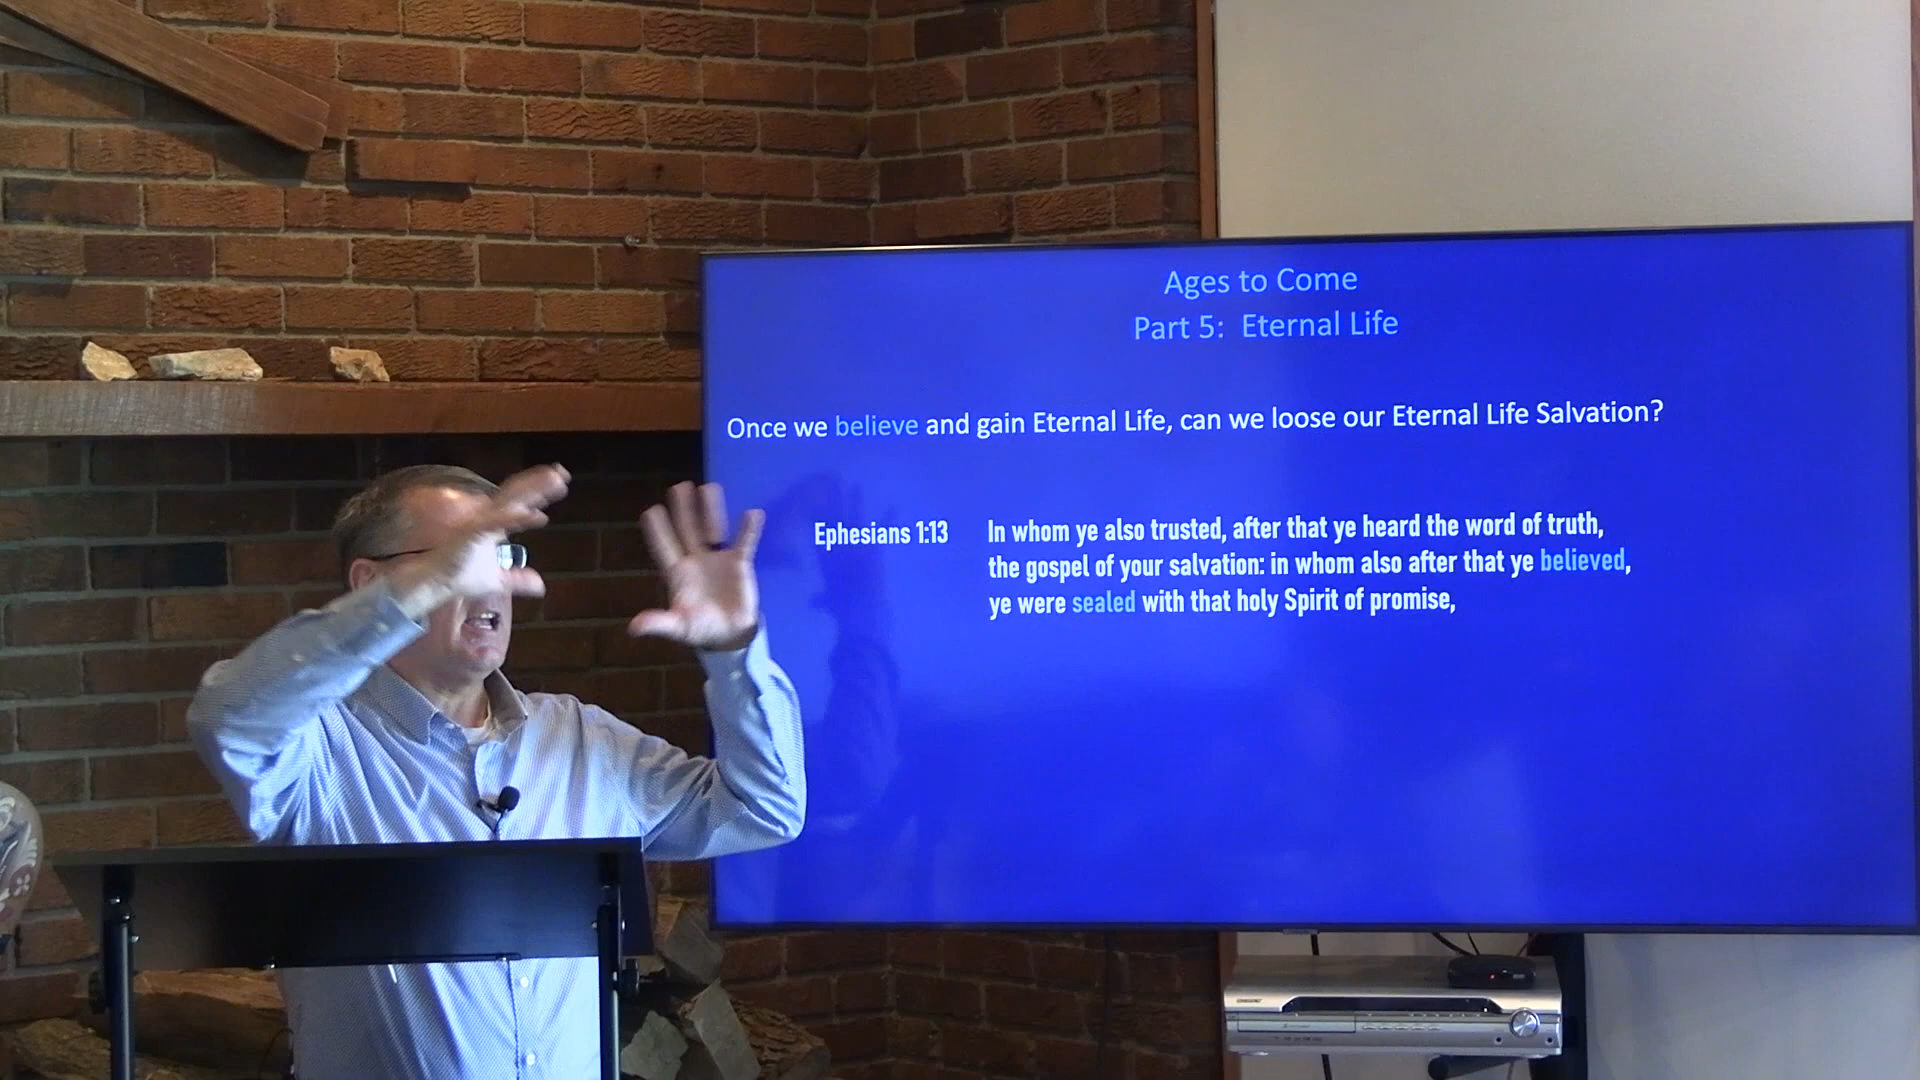 Ages to Come
Part 5: Eternal Life
Once we believe and gain Eternal Life, can we loose our Eternal Life Salvation?
Ephesians 1:13 In whom ye also trusted, after that ye heard the word of truth,
the gospel of your salvation: in whom also after that ye believed,
ye were sealed with that holy Spirit of promise,